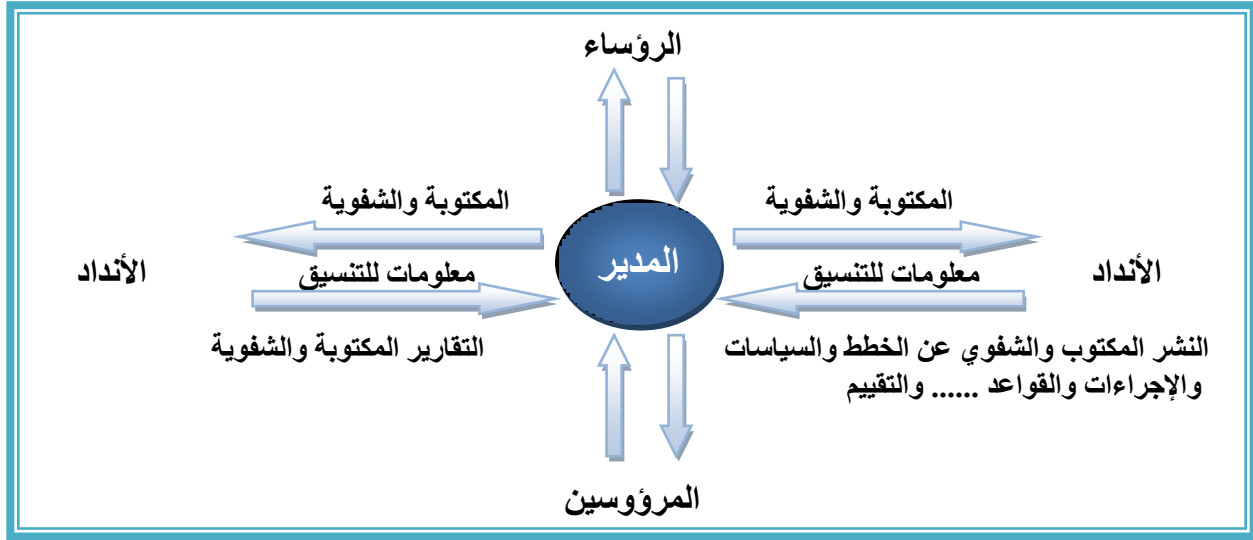 الرؤساء
المكتوبة والشفوية
المكتوبة والشفوية
الأنداد
معلومات للتنسيق
المدير
معلومات للتنسيق
الأنداد
النشر المكتوب والشفوي عن الخطط والسياسات
والإجراءات والقواعد ...... والتقييم
التقارير المكتوبة والشفوية
المرؤوسين